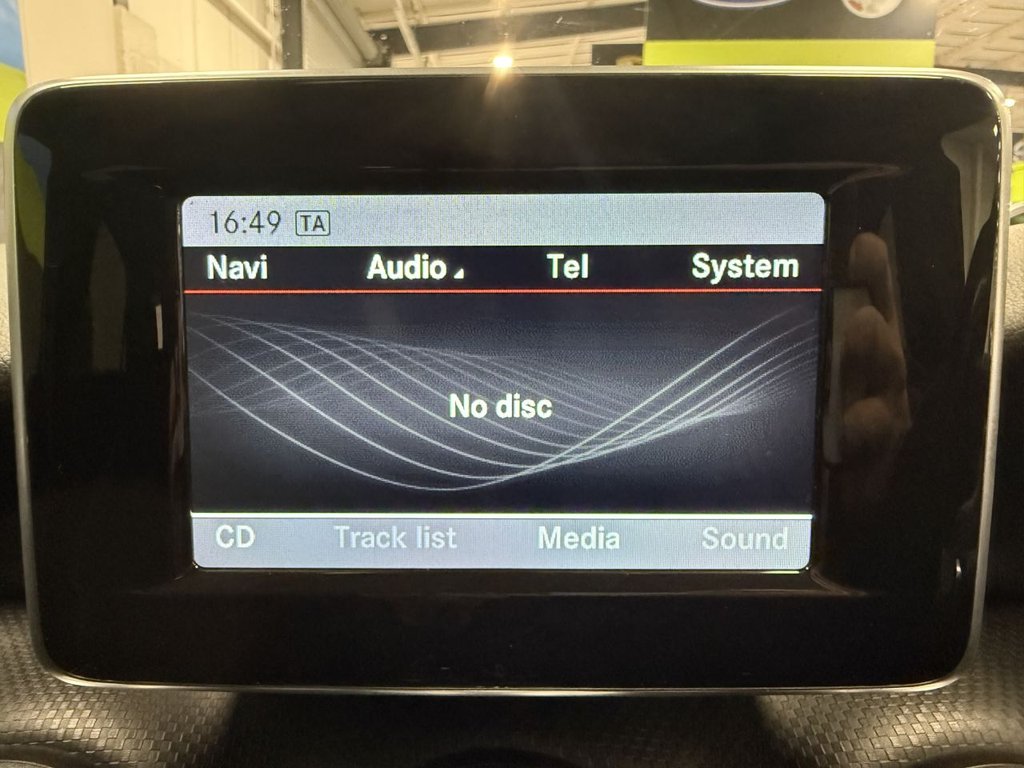 16:49 TA
Navi Audio Tel System
No disc
CD Track list Media Sound